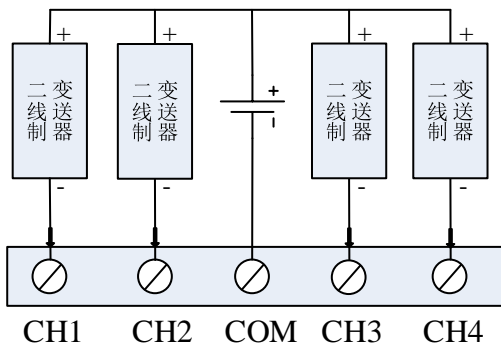 + + + +
+
二线制 变送器
二线制 变送器
二线制 变送器
二线制 变送器
- - - -
CH1 CH2 COM CH3 CH4